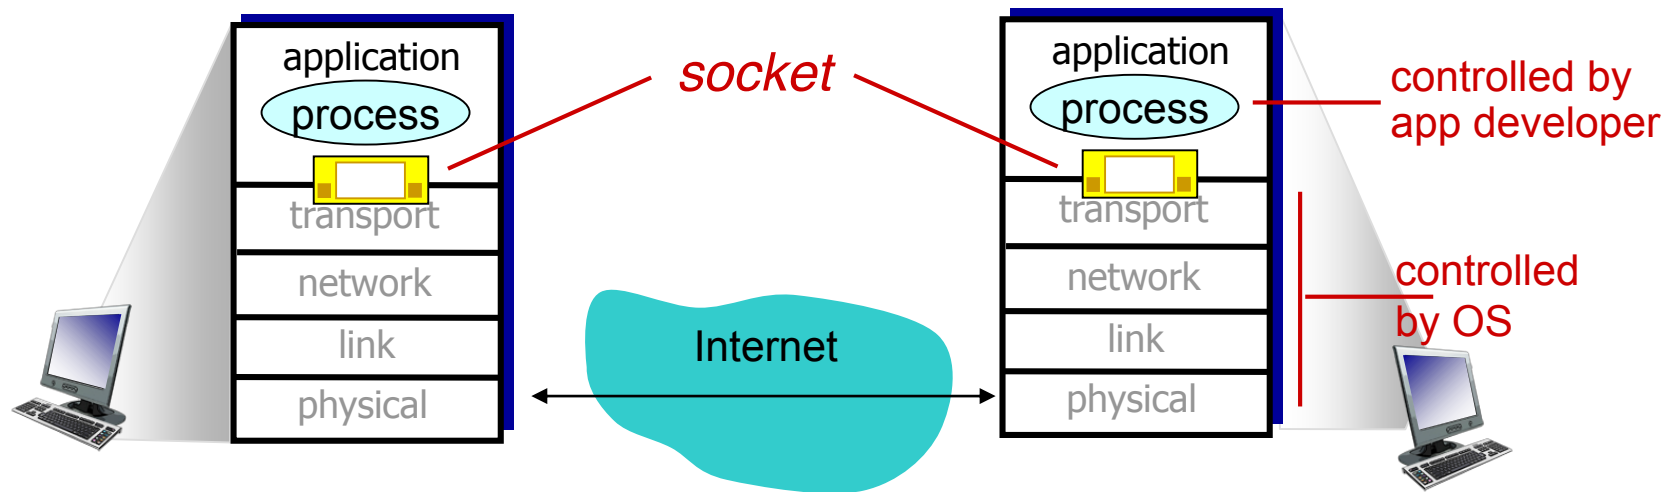 application
process
transport
network
link
physical
socket
Internet
application
process
transport
network
link
physical
controlled by
app developer
controlled
by OS